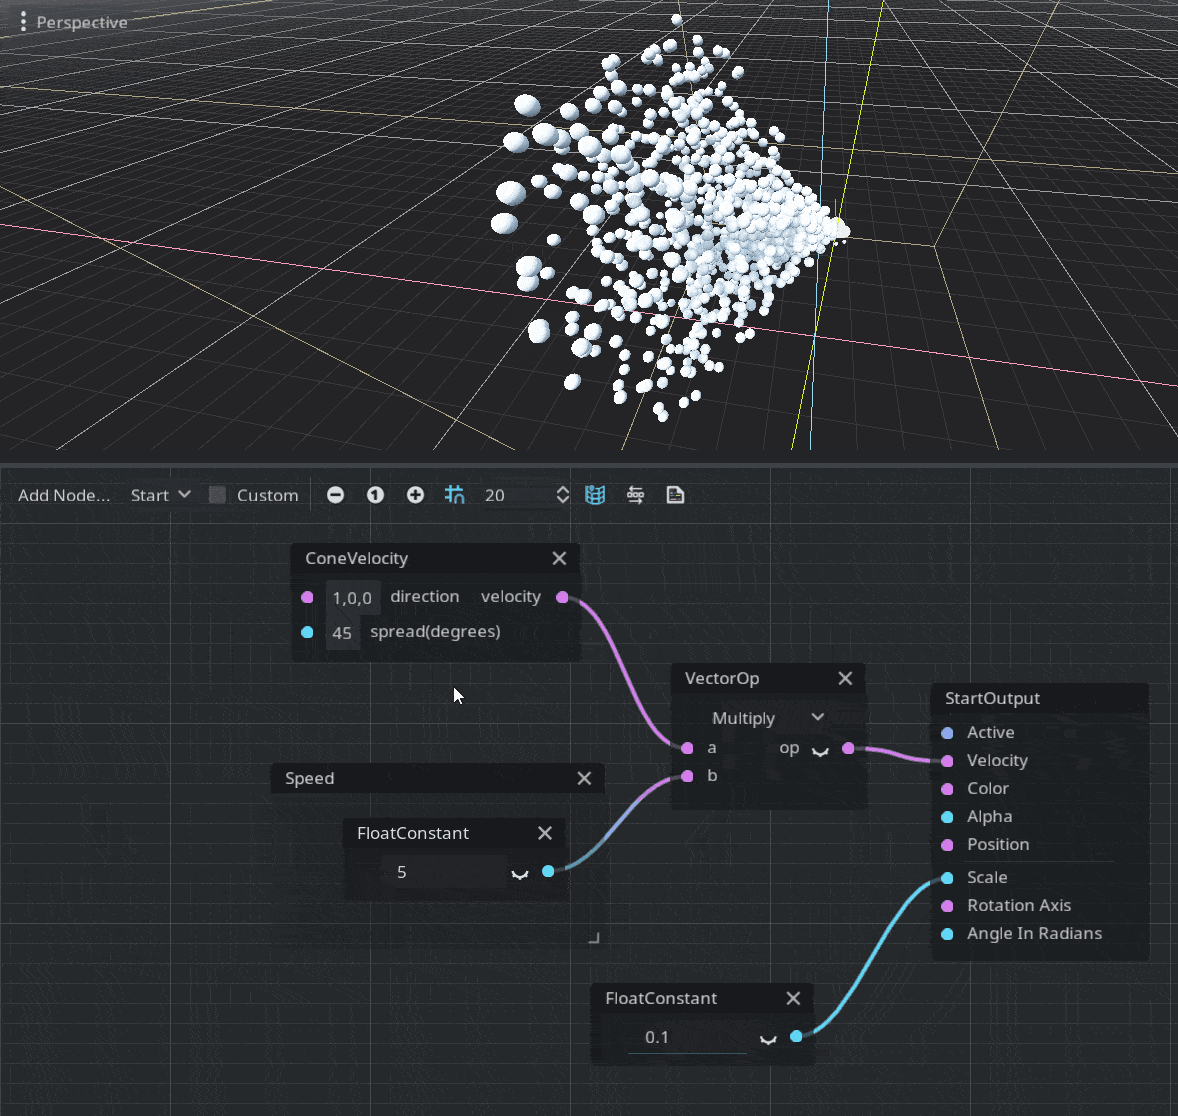 Perspective
Add Node... Start Custom 1 20
ConeVelocity
1,0,0 direction velocity
45 spread(degrees)
VectorOp
Multiply
a op
b
Speed
FloatConstant
5
StartOutput
Active
Velocity
Color
Alpha
Position
Scale
Rotation Axis
Angle In Radians
FloatConstant
0.1